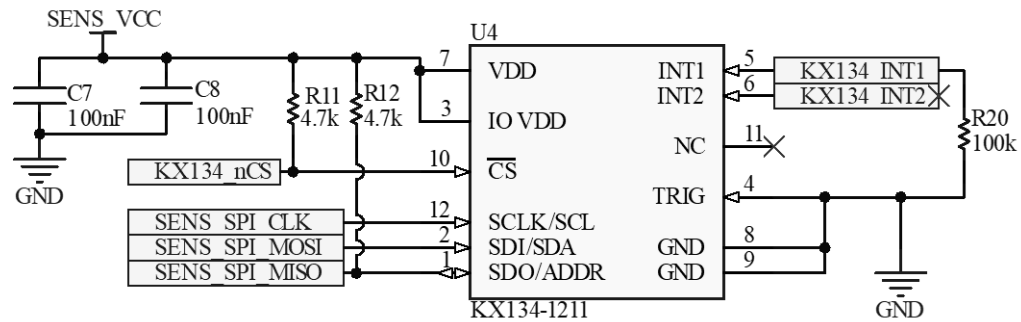 SENS_VCC
U4
C7
100nF
C8
100nF
R11
4.7k
R12
4.7k
7
VDD
3
IO VDD
10
CS
12
SCLK/SCL
2
SDI/SDA
1
SDO/ADDR
INT1
5
KX134_INT1
INT2
6
KX134_INT2
NC
11
TRIG
4
GND
8
GND
9
R20
100k
GND
GND
KX134_nCS
SENS_SPI_CLK
SENS_SPI_MOSI
SENS_SPI_MISO
KX134-1211